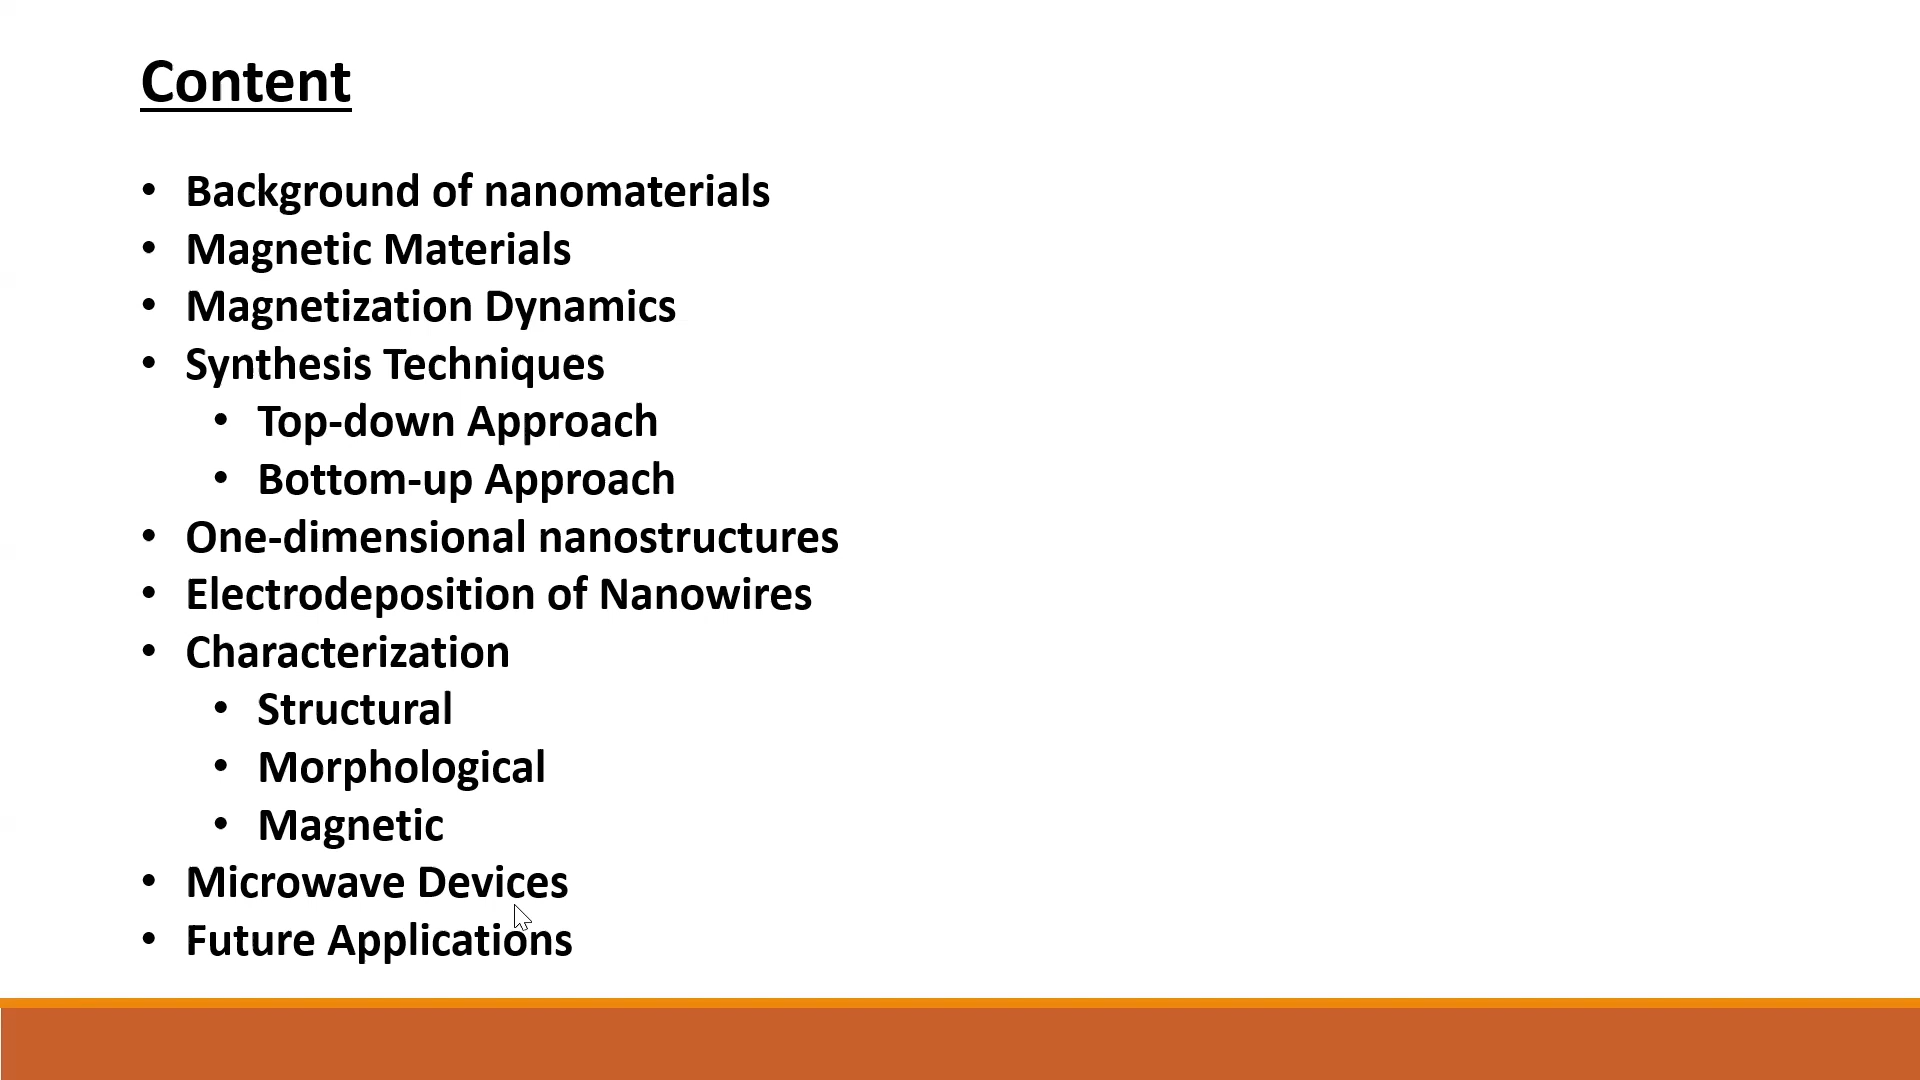 Content
• Background of nanomaterials
• Magnetic Materials
• Magnetization Dynamics
• Synthesis Techniques
• Top-down Approach
• Bottom-up Approach
• One-dimensional nanostructures
• Electrodeposition of Nanowires
• Characterization
• Structural
• Morphological
• Magnetic
• Microwave Devices
• Future Applications